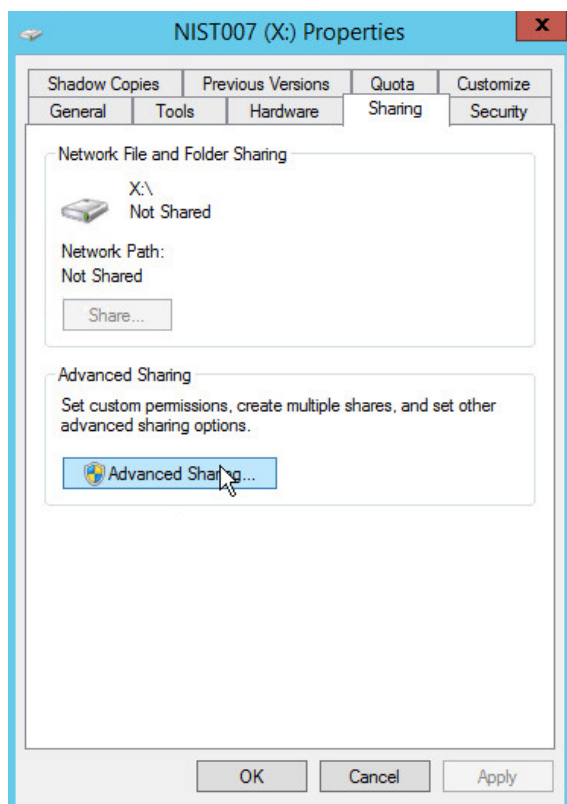 NIST007 (X:) Properties
x
Shadow Copies Previous Versions Quota Customize
General Tools Hardware Sharing Security
Network File and Folder Sharing
X:\
Not Shared
Network Path:
Not Shared
Share...
Advanced Sharing
Set custom permissions, create multiple shares, and set other
advanced sharing options.
Advanced Sharing...
OK Cancel Apply